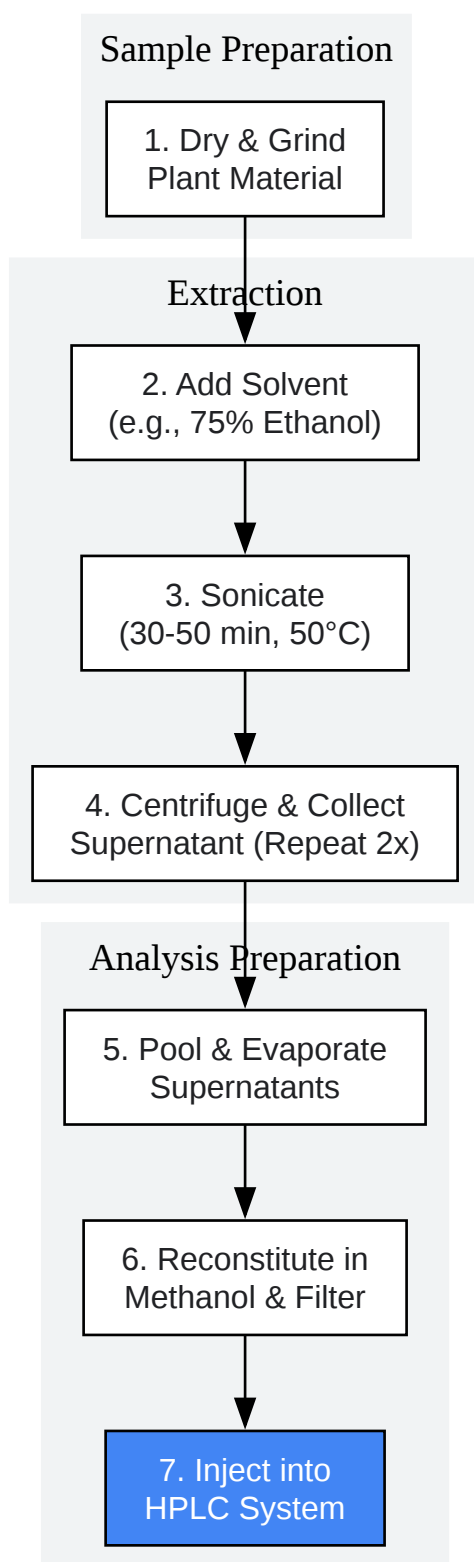 Sample Preparation
1. Dry & Grind
Plant Material
Extraction
2. Add Solvent
(e.g., 75% Ethanol)
3. Sonicate
(30-50 min, 50°C)
4. Centrifuge & Collect
Supernatant (Repeat 2x)
Analysis Preparation
5. Pool & Evaporate
Supernatants
6. Reconstitute in
Methanol & Filter
7. Inject into
HPLC System